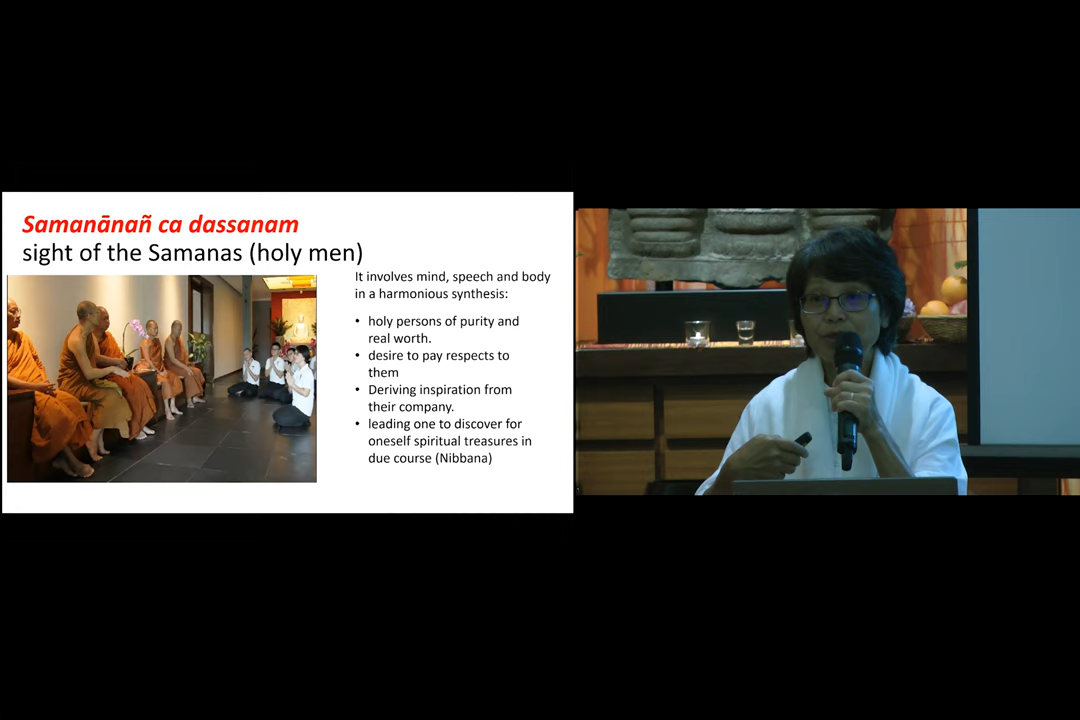 Samanānañ ca dassanam
sight of the Samanas (holy men)
It involves mind, speech and body
in a harmonious synthesis:
• holy persons of purity and
real worth.
• desire to pay respects to
them
• Deriving inspiration from
their company.
• leading one to discover for
oneself spiritual treasures in
due course (Nibbana)